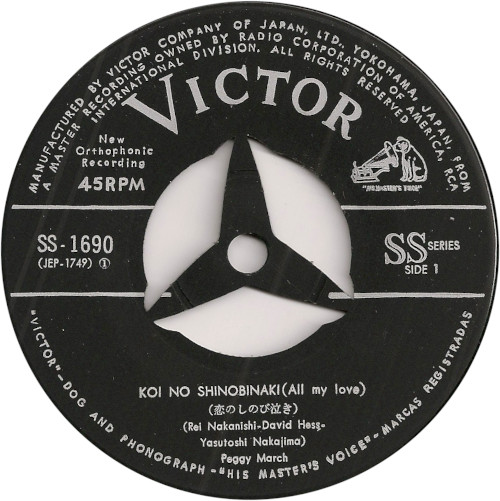 MANUFACTURED BY VICTOR COMPANY OF JAPAN, LTD., YOKOHAMA, JAPAN, FROM
A MASTER RECORDING OWNED BY RADIO CORPORATION OF AMERICA, RCA
INTERNATIONAL DIVISION. ALL RIGHTS RESERVED
VICTOR
New
Orthophonic
Recording
45RPM
"HIS MASTER'S VOICE"
SS-1690
(JEP-1749) ①
SS SERIES
SIDE 1
KOI NO SHINOBINAKI (All my love)
(恋のしのび泣き)
(Rei Nakanishi-David Hess-
Yasutoshi Nakajima)
Peggy March
"VICTOR"-DOG AND PHONOGRAPH-"HIS MASTER'S VOICE"-MARCAS REGISTRADAS